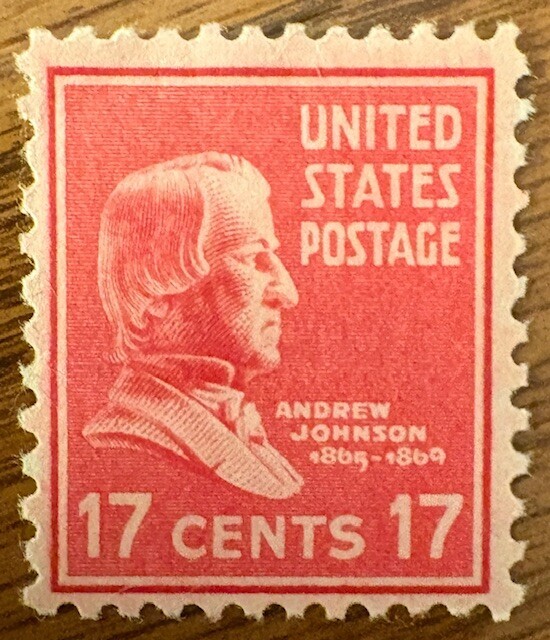 UNITED
STATES
POSTAGE
ANDREW
JOHNSON
1865-1869
17 CENTS 17